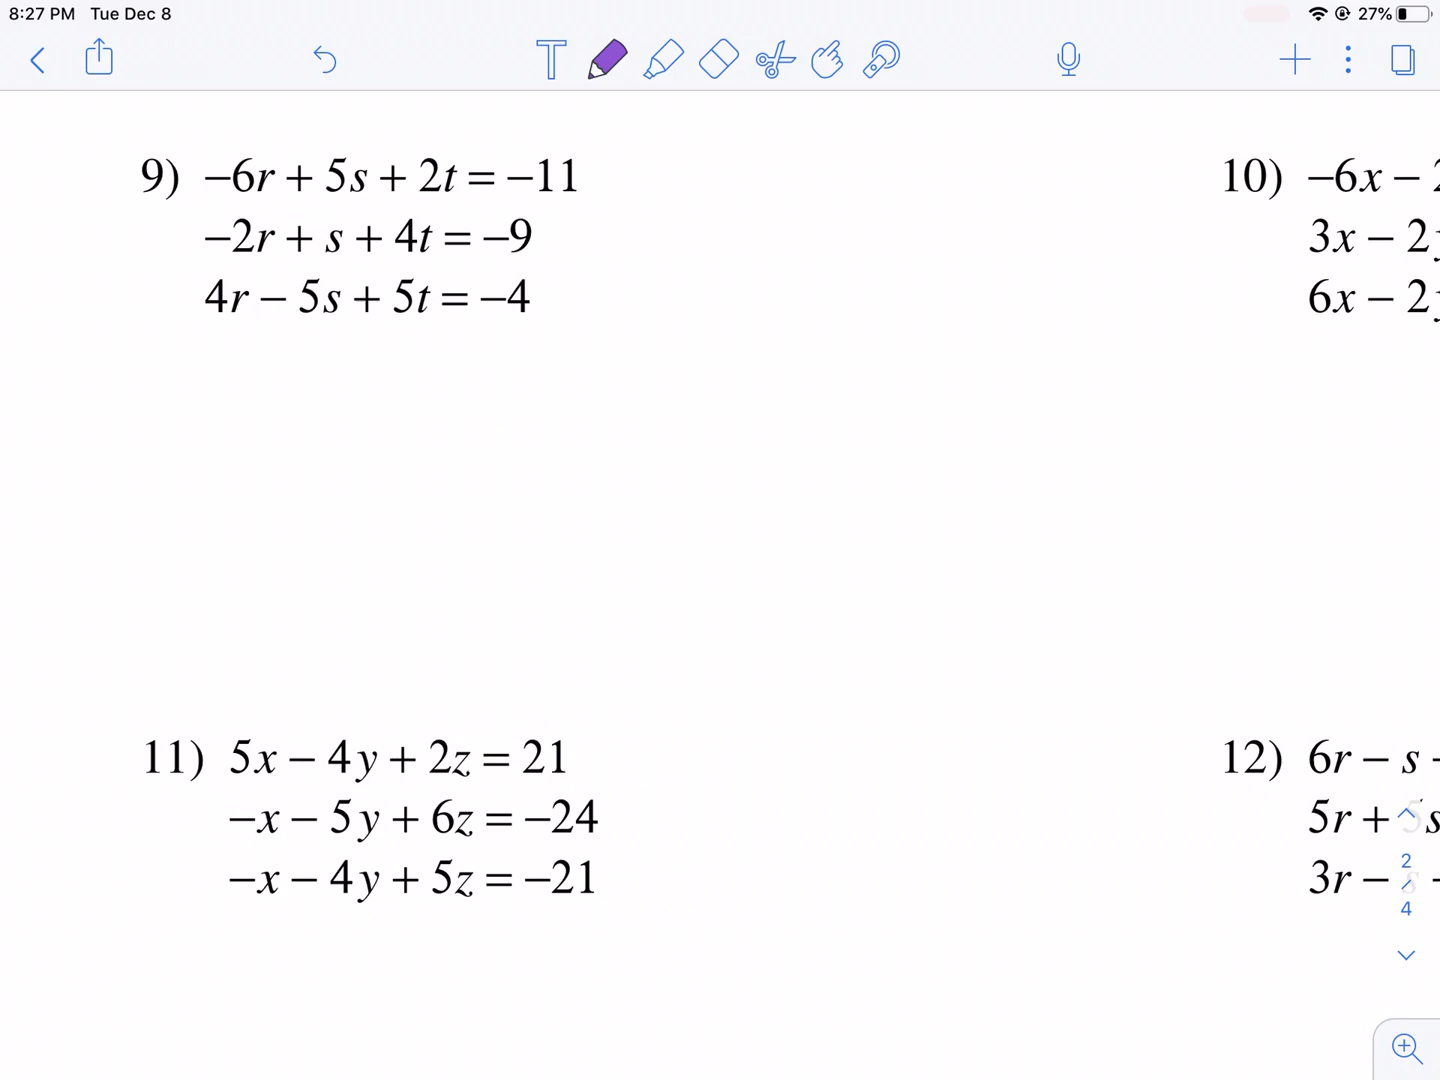 8:27 PM Tue Dec 8 27%
9) −6r + 5s + 2t = −11
−2r + s + 4t = −9
4r − 5s + 5t = −4
10) −6x −
3x − 2
6x − 2
11) 5x − 4y + 2z = 21
−x − 5y + 6z = −24
−x − 4y + 5z = −21
12) 6r − s
5r + 5s
3r − s
2
4